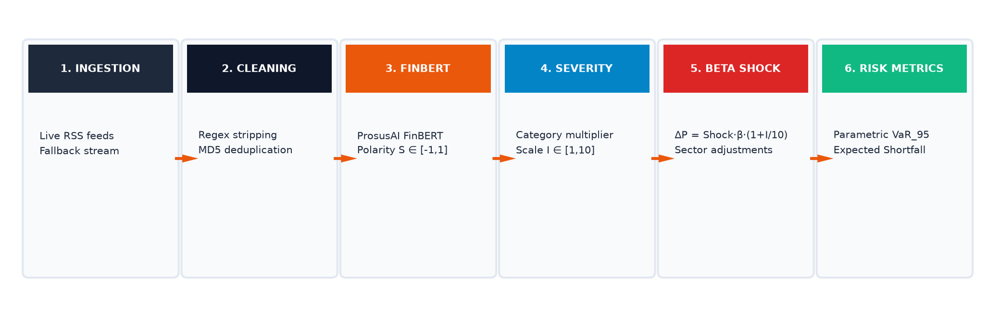 1. INGESTION
Live RSS feeds
Fallback stream
2. CLEANING
Regex stripping
MD5 deduplication
3. FINBERT
ProsusAI FinBERT
Polarity S ∈ [-1,1]
4. SEVERITY
Category multiplier
Scale I ∈ [1,10]
5. BETA SHOCK
ΔP = Shock·β·(1+I/10)
Sector adjustments
6. RISK METRICS
Parametric VaR_95
Expected Shortfall